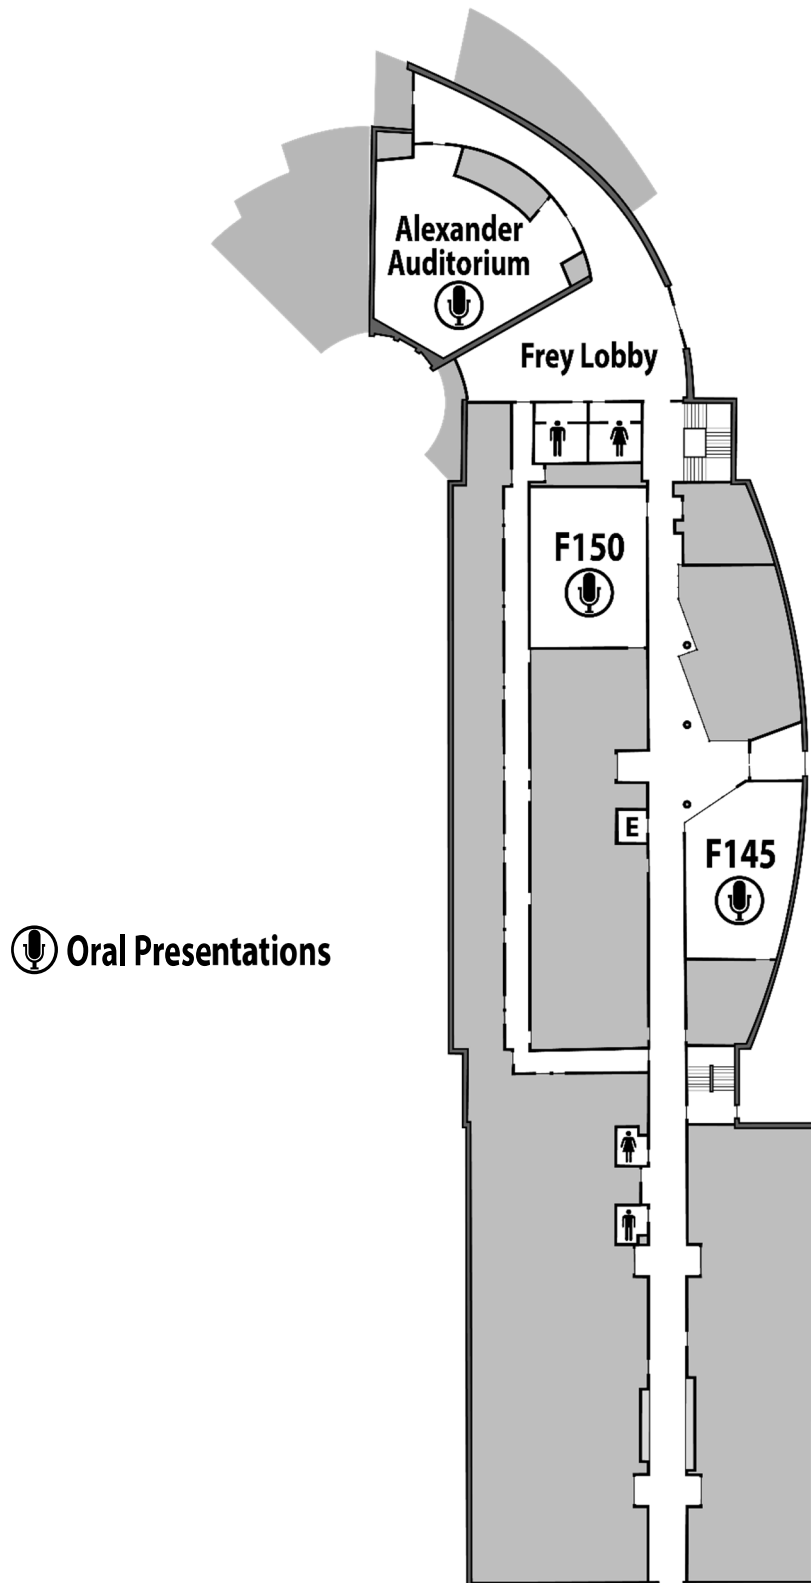 Alexander
Auditorium
Frey Lobby
F150
E
F145
Oral Presentations